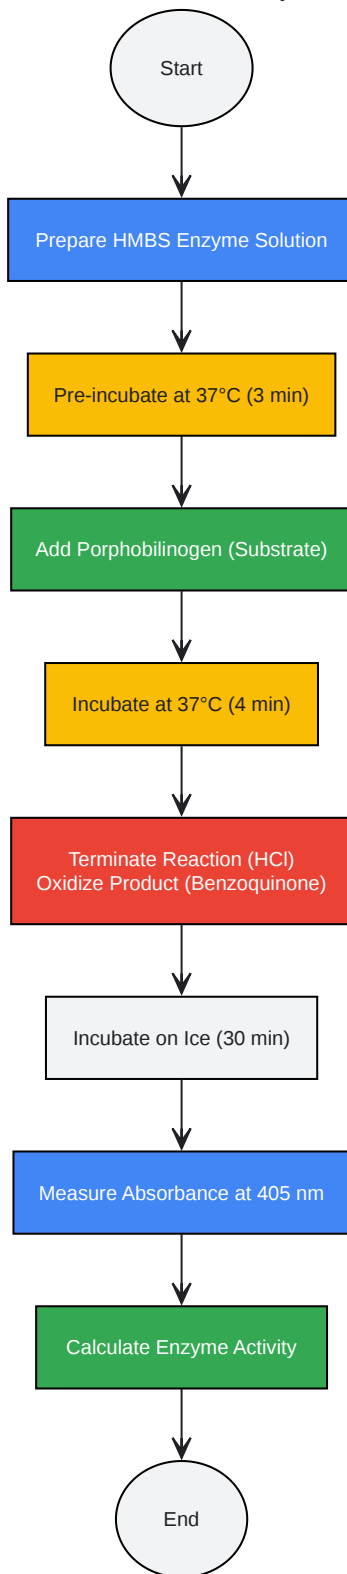 Start
Prepare HMBS Enzyme Solution
Pre-incubate at 37°C (3 min)
Add Porphobilinogen (Substrate)
Incubate at 37°C (4 min)
Terminate Reaction (HCl)
Oxidize Product (Benzoquinone)
Incubate on Ice (30 min)
Measure Absorbance at 405 nm
Calculate Enzyme Activity
End